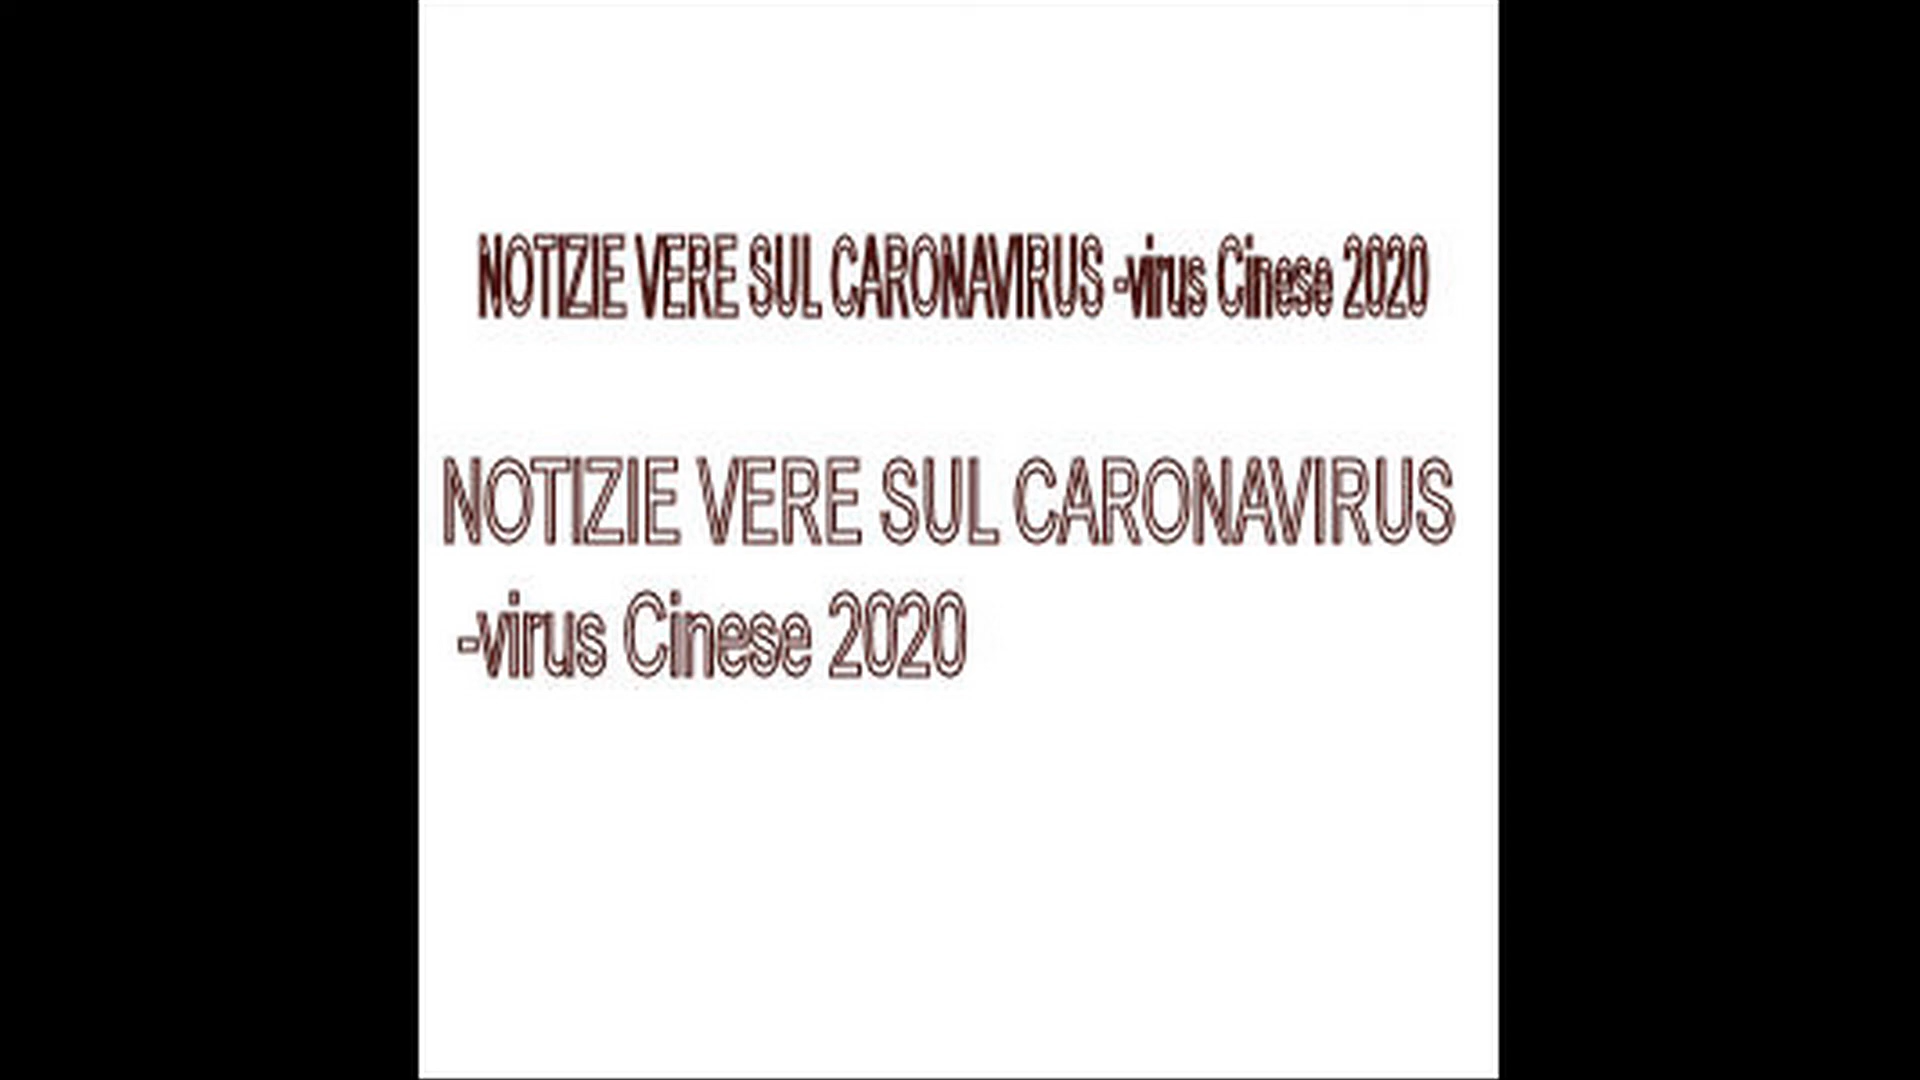 NOTIZIE VERE SUL CARONAVIRUS -virus Cinese 2020
NOTIZIE VERE SUL CARONAVIRUS
-virus Cinese 2020